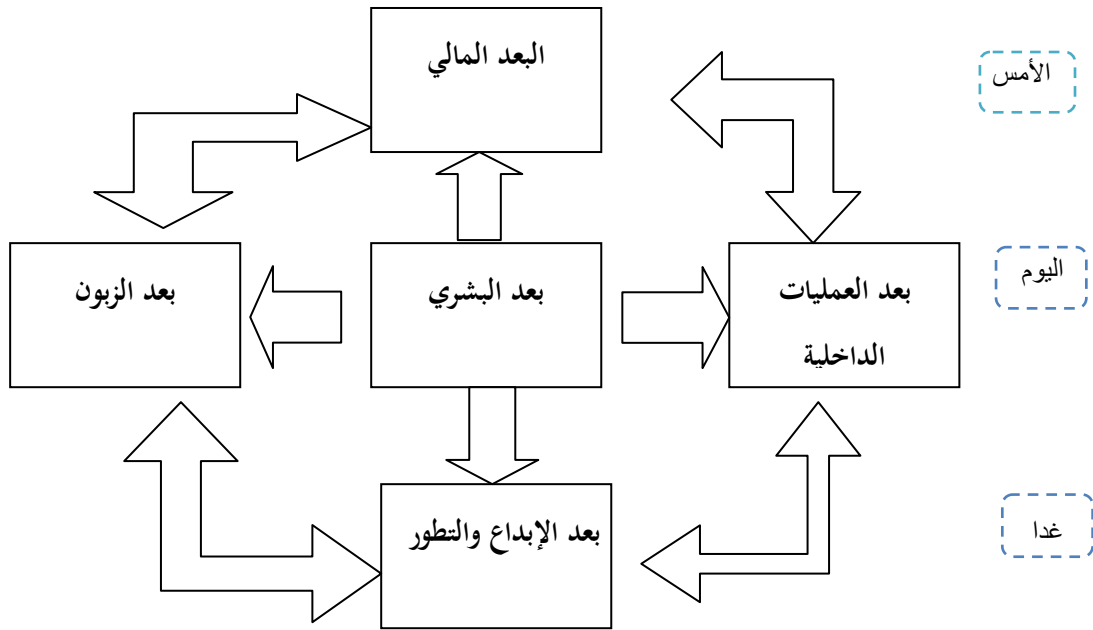 البعد المالي
الأمس
بعد العمليات
الداخلية
بعد البشري
بعد الزبون
اليوم
بعد الإبداع والتطور
غدا